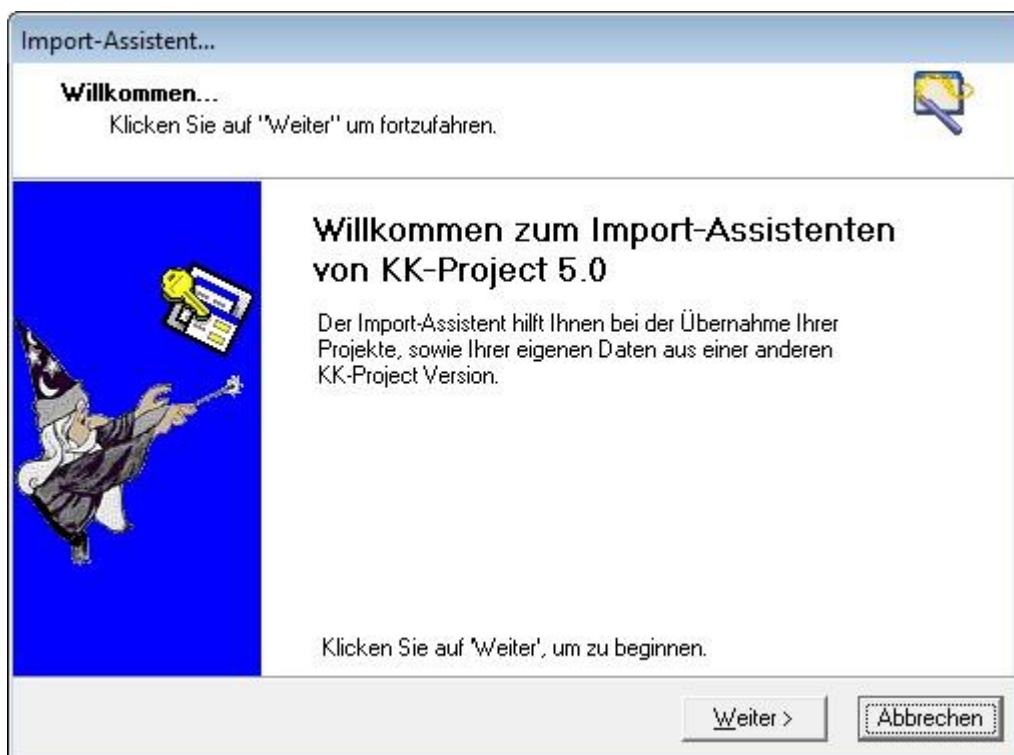 Import-Assistent...
Willkommen...
Klicken Sie auf "Weiter" um fortzufahren.
Willkommen zum Import-Assistenten
von KK-Project 5.0
Der Import-Assistent hilft Ihnen bei der Übernahme Ihrer
Projekte, sowie Ihrer eigenen Daten aus einer anderen
KK-Project Version.
Klicken Sie auf 'Weiter', um zu beginnen.
Weiter >
Abbrechen